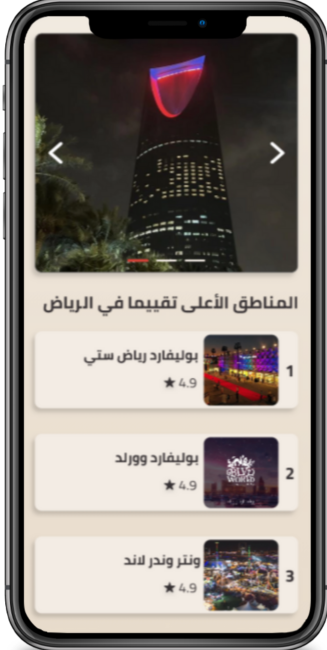 المناطق الأعلى تقييما في الرياض
1
بوليفارد رياض ستي
★ 4.9
2
بوليفارد وورلد
★ 4.9
WORLD
3
ونتر وندر لاند
★ 4.9